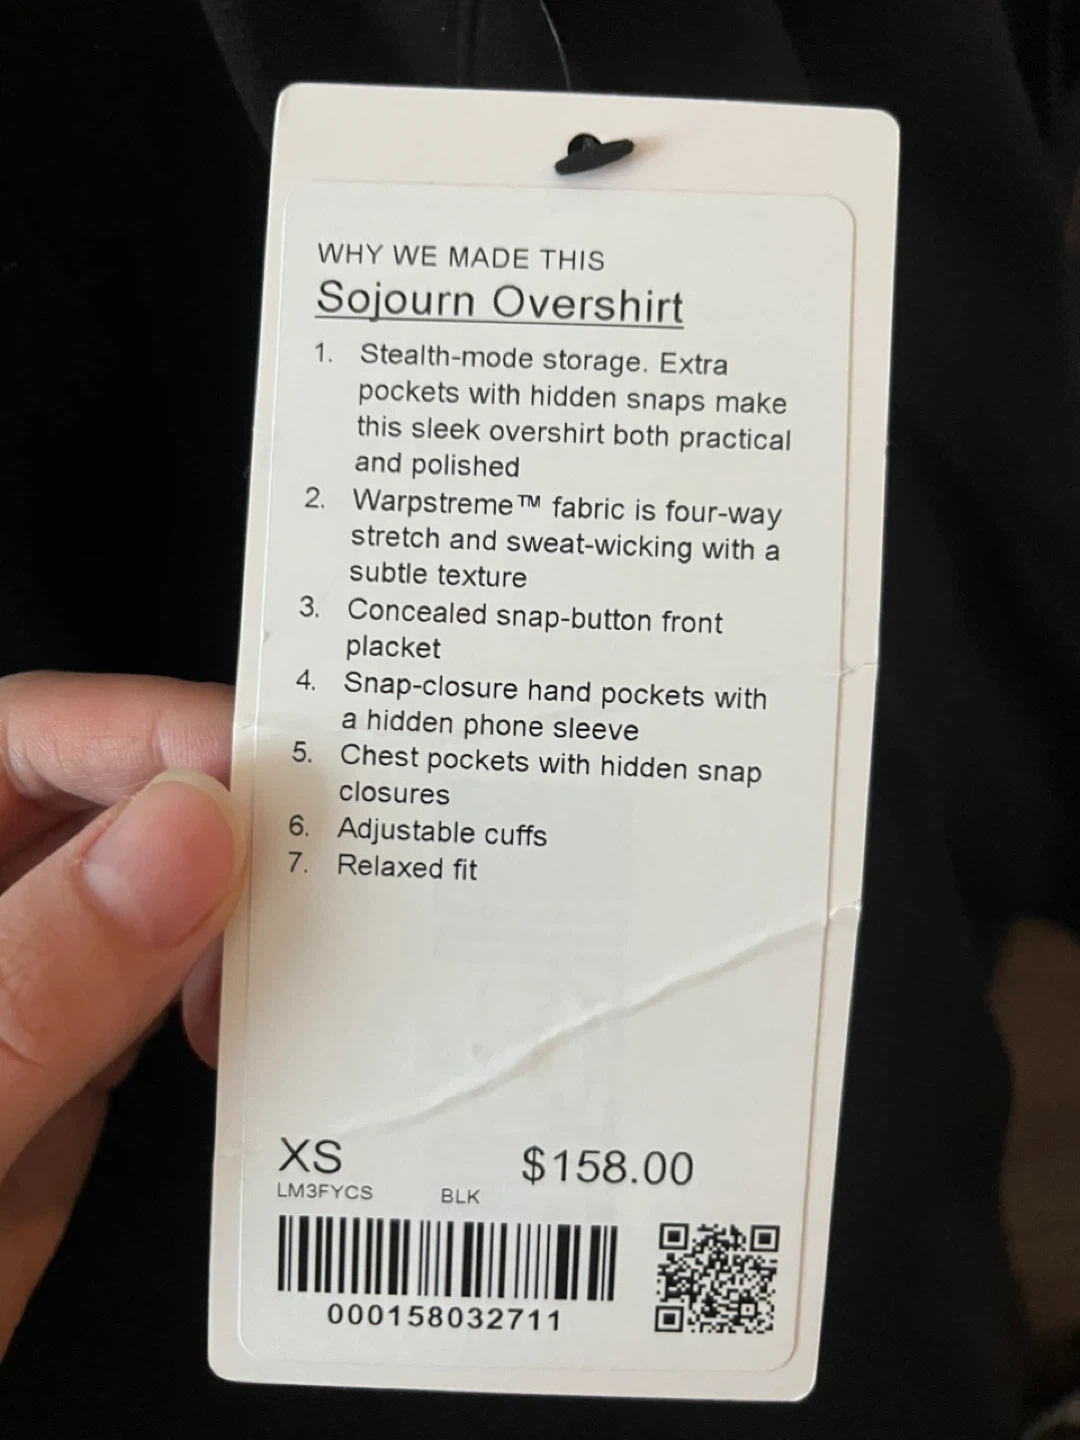 WHY WE MADE THIS
Sojourn Overshirt
1. Stealth-mode storage. Extra
pockets with hidden snaps make
this sleek overshirt both practical
and polished
2. Warpstreme™ fabric is four-way
stretch and sweat-wicking with a
subtle texture
3. Concealed snap-button front
placket
4. Snap-closure hand pockets with
a hidden phone sleeve
5. Chest pockets with hidden snap
closures
6. Adjustable cuffs
7. Relaxed fit
XS $158.00
LM3FYCS BLK
000158032711